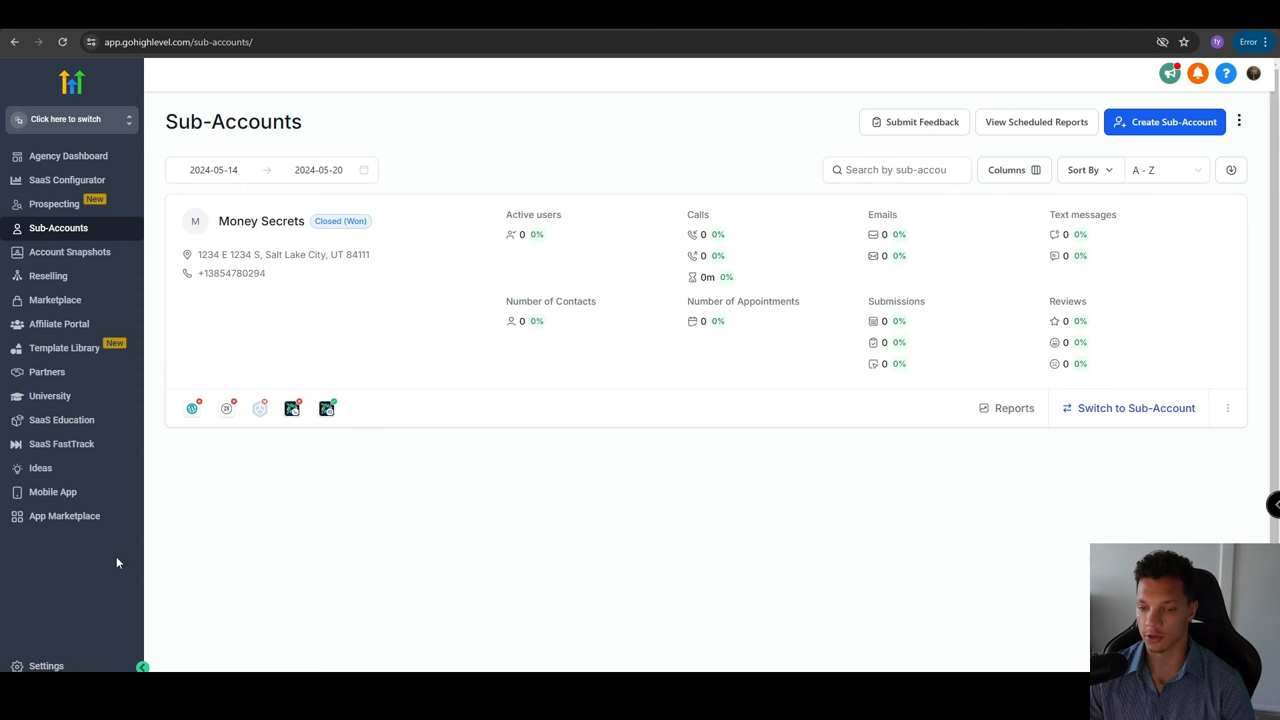 app.gohighlevel.com/sub-accounts/
ty
Error
Click here to switch
Agency Dashboard
SaaS Configurator
Prospecting New
Sub-Accounts
Account Snapshots
Reselling
Marketplace
Affiliate Portal
Template Library New
Partners
University
SaaS Education
SaaS FastTrack
Ideas
Mobile App
App Marketplace
Settings
?
Sub-Accounts
Submit Feedback
View Scheduled Reports
Create Sub-Account
2024-05-14 → 2024-05-20
Search by sub-accou
Columns
Sort By
A - Z
M
Money Secrets Closed (Won)
1234 E 1234 S, Salt Lake City, UT 84111
+13854780294
Active users
0 0%
Calls
0 0%
0 0%
0m 0%
Emails
0 0%
0 0%
Text messages
0 0%
0 0%
Number of Contacts
0 0%
Number of Appointments
0 0%
Submissions
0 0%
0 0%
0 0%
Reviews
0 0%
0 0%
0 0%
Reports
Switch to Sub-Account